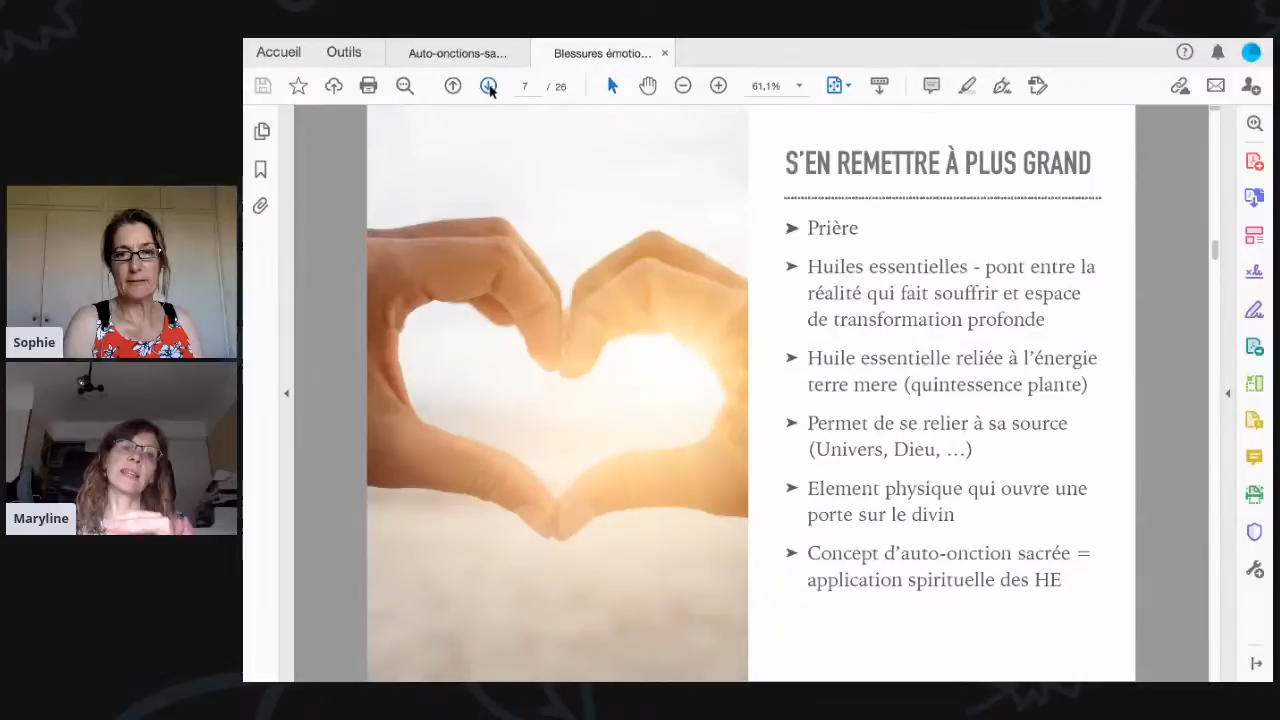 Accueil
Outils
Auto-onctions-sa...
Blessures émotio...
7 / 26
61,1%
S'EN REMETTRE À PLUS GRAND
➤ Prière
➤ Huiles essentielles - pont entre la
réalité qui fait souffrir et espace
de transformation profonde
➤ Huile essentielle reliée à l'énergie
terre mere (quintessence plante)
➤ Permet de se relier à sa source
(Univers, Dieu, …)
➤ Element physique qui ouvre une
porte sur le divin
➤ Concept d'auto-onction sacrée =
application spirituelle des HE
Sophie
Maryline